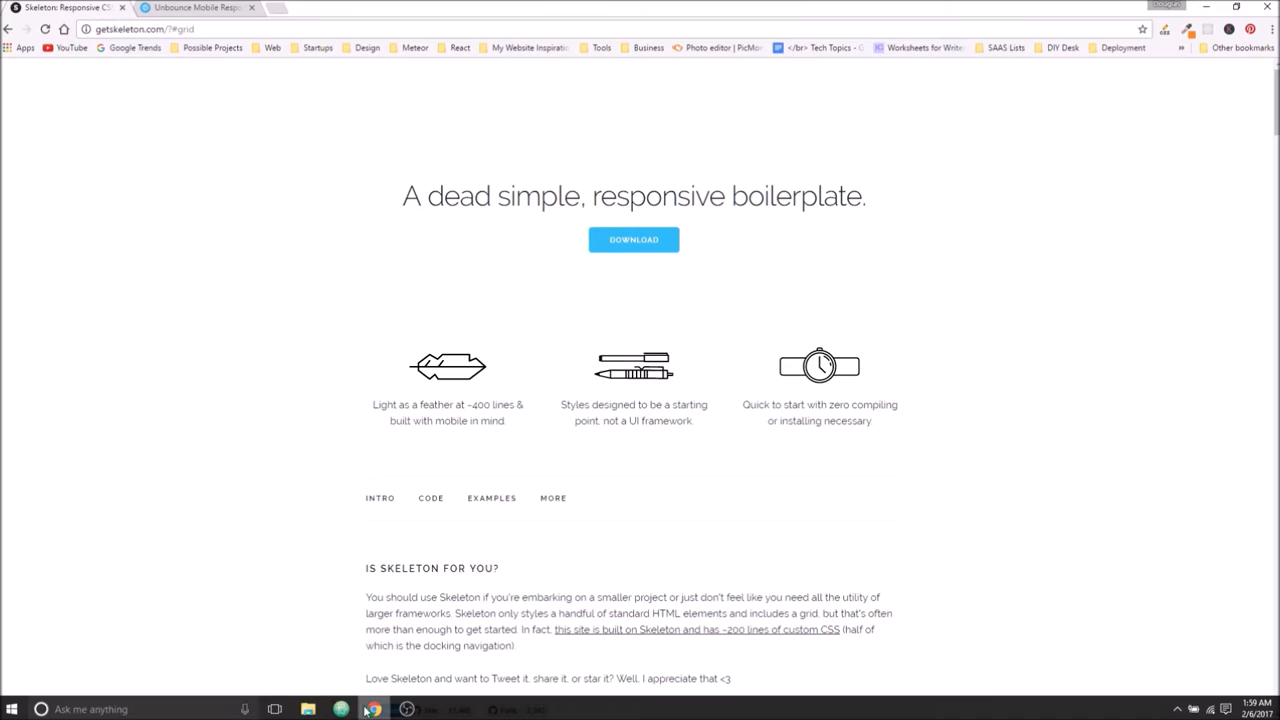 Skeleton: Responsive CS
Unbounce Mobile Respo
Douglas
getskeleton.com/?#grid
Apps
YouTube
Google Trends
Possible Projects
Web
Startups
Design
Meteor
React
My Website Inspiratio
Tools
Business
Photo editor | PicMon
</br> Tech Topics - G
Worksheets for Write
SAAS Lists
DIY Desk
Deployment
Other bookmarks
A dead simple, responsive boilerplate.
DOWNLOAD
Light as a feather at ~400 lines &
built with mobile in mind.
Styles designed to be a starting
point, not a UI framework.
Quick to start with zero compiling
or installing necessary
INTRO
CODE
EXAMPLES
MORE
IS SKELETON FOR YOU?
You should use Skeleton if you're embarking on a smaller project or just don't feel like you need all the utility of
larger frameworks. Skeleton only styles a handful of standard HTML elements and includes a grid, but that's often
more than enough to get started. In fact, this site is built on Skeleton and has ~200 lines of custom CSS (half of
which is the docking navigation).
Love Skeleton and want to Tweet it, share it, or star it? Well, I appreciate that <3
Ask me anything
1:59 AM
2/6/2017